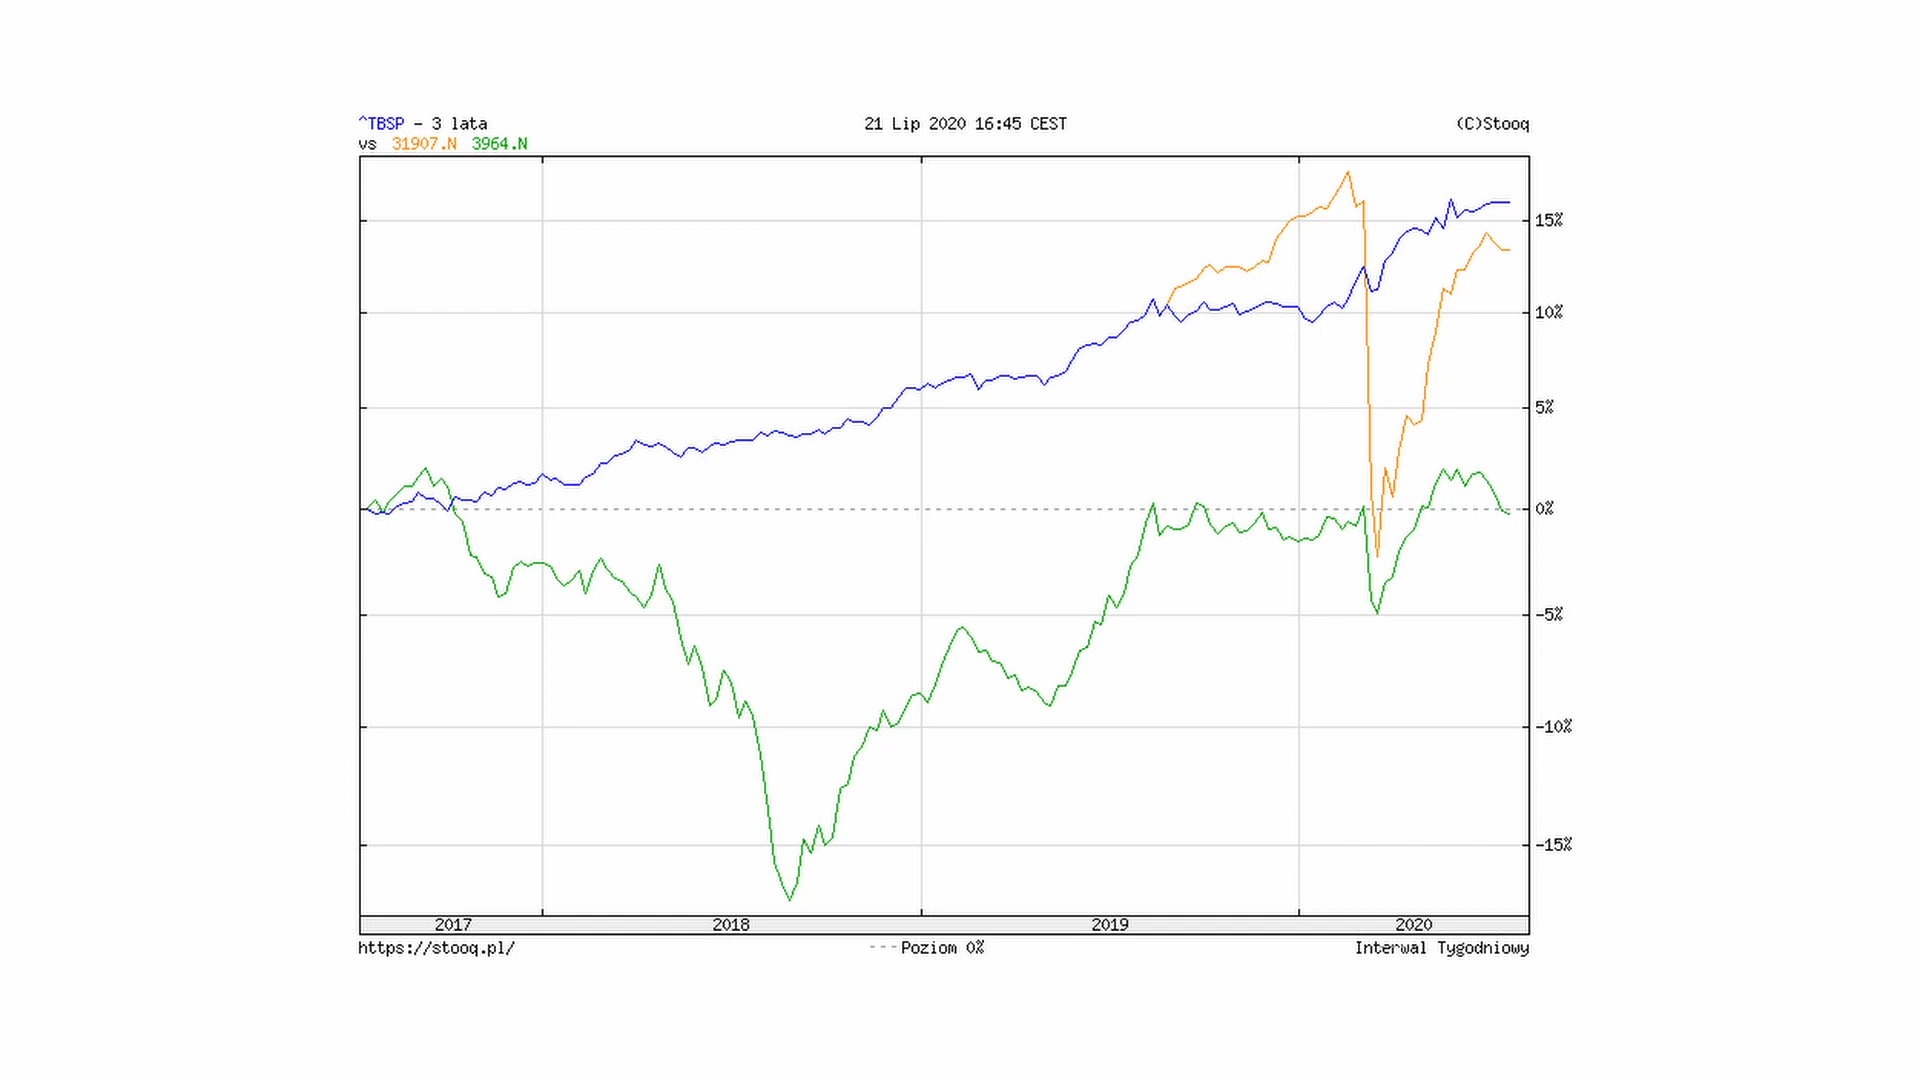 ^TBSP - 3 lata 21 Lip 2020 16:45 CEST (C)Stooq
vs 31907.N 3964.N
15%
10%
5%
0%
-5%
-10%
-15%
2017 2018 2019 2020
https://stooq.pl/ ---Poziom 0% Interwal Tygodniowy